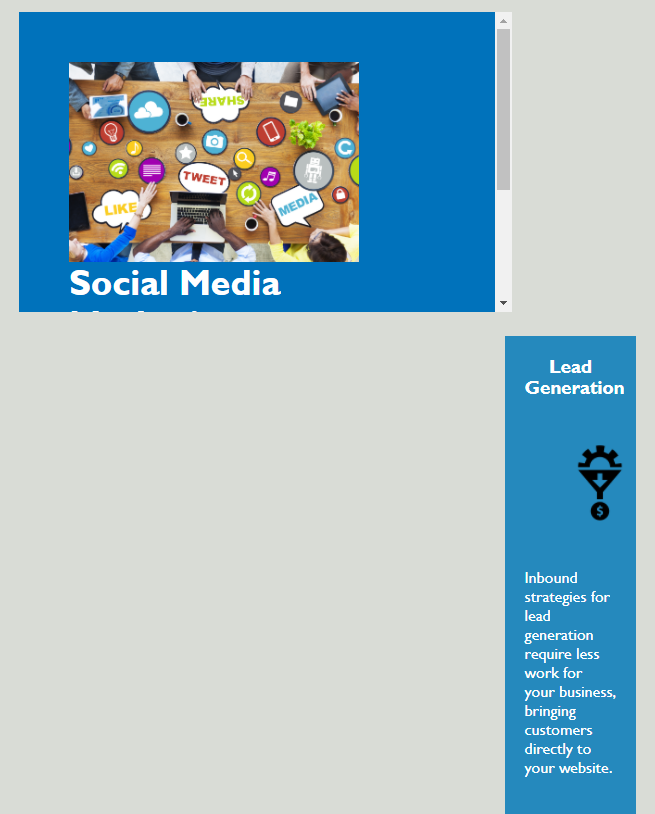 SHARE
TWEET
LIKE
MEDIA
Social Media
Lead
Generation
$
Inbound
strategies for
lead
generation
require less
work for
your business,
bringing
customers
directly to
your website.